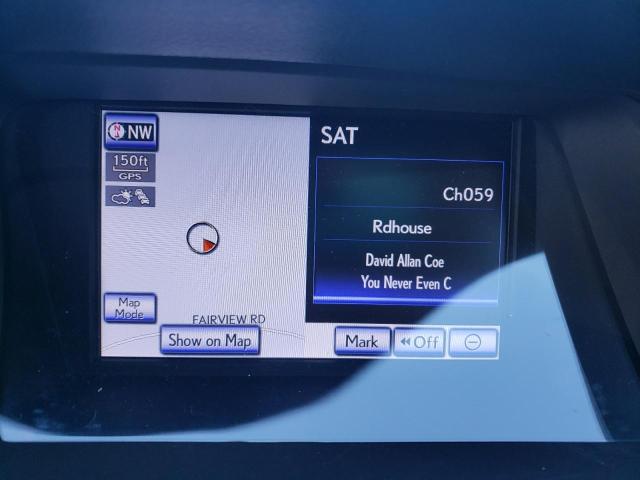 NW
150ft
GPS
Map
Mode
FAIRVIEW RD
Show on Map
SAT
Ch059
Rdhouse
David Allan Coe
You Never Even C
Mark
Off